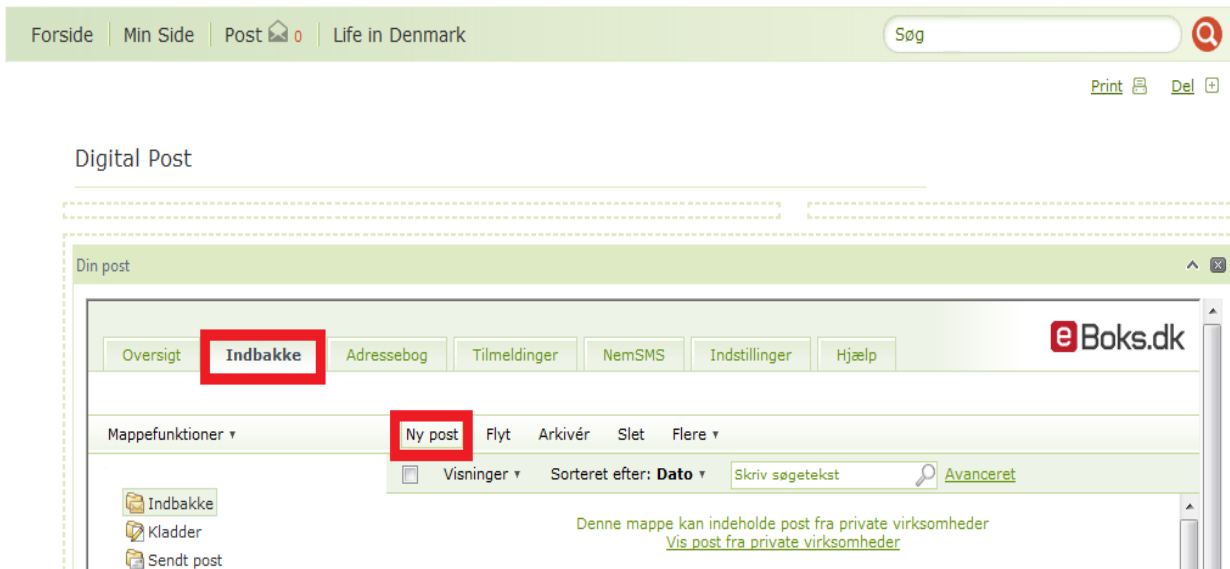 Forside Min Side Post 0 Life in Denmark Søg
Print Del
Digital Post
Din post
eBoks.dk
Oversigt Indbakke Adressebog Tilmeldinger NemSMS Indstillinger Hjælp
Mappefunktioner Ny post Flyt Arkivér Slet Flere
Visninger Sorteret efter: Dato Skriv søgetekst Avanceret
Indbakke
Kladder
Sendt post
Denne mappe kan indeholde post fra private virksomheder
Vis post fra private virksomheder